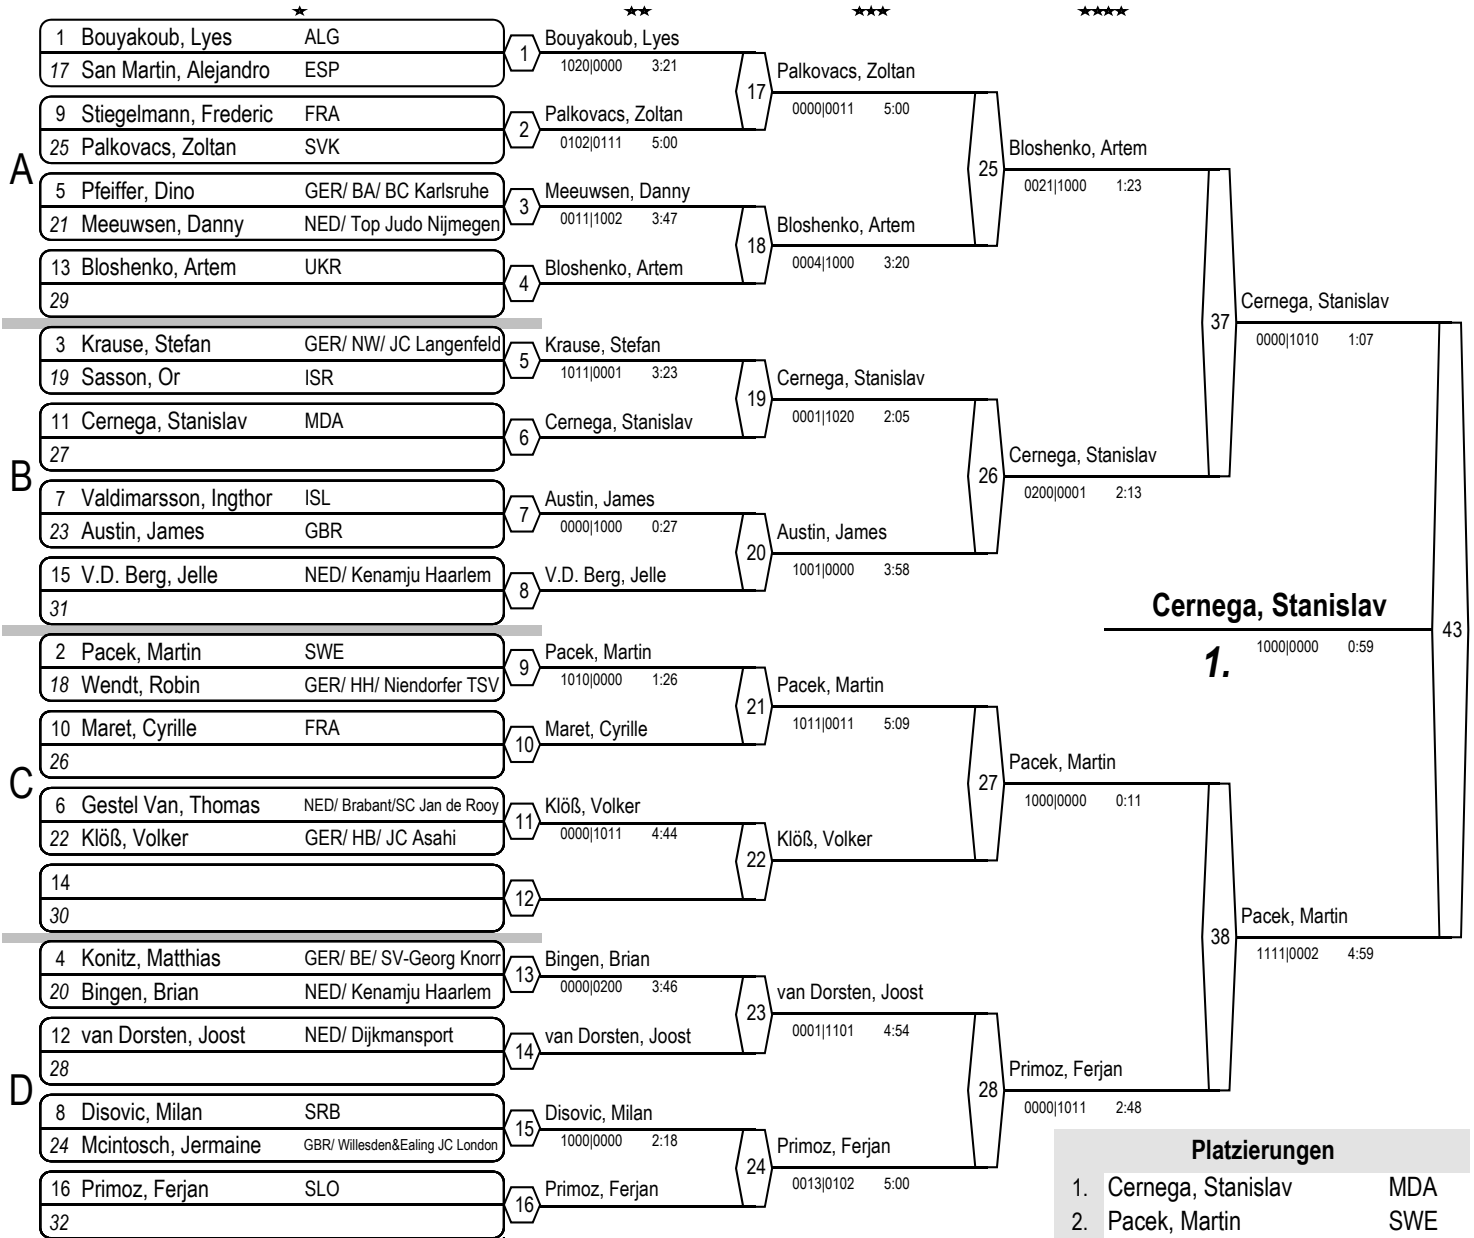 1 Bouyakoub, Lyes ALG
17 San Martin, Alejandro ESP
9 Stiegelmann, Frederic FRA
25 Palkovacs, Zoltan SVK
A
5 Pfeiffer, Dino GER/ BA/ BC Karlsruhe
21 Meeuwsen, Danny NED/ Top Judo Nijmegen
13 Bloshenko, Artem UKR
29
3 Krause, Stefan GER/ NW/ JC Langenfeld
19 Sasson, Or ISR
11 Cernega, Stanislav MDA
27
B
7 Valdimarsson, Ingthor ISL
23 Austin, James GBR
15 V.D. Berg, Jelle NED/ Kenamju Haarlem
31
2 Pacek, Martin SWE
18 Wendt, Robin GER/ HH/ Niendorfer TSV
10 Maret, Cyrille FRA
26
C
6 Gestel Van, Thomas NED/ Brabant/SC Jan de Rooy
22 Klöß, Volker GER/ HB/ JC Asahi
14
30
4 Konitz, Matthias GER/ BE/ SV-Georg Knorr
20 Bingen, Brian NED/ Kenamju Haarlem
12 van Dorsten, Joost NED/ Dijkmansport
28
D
8 Disovic, Milan SRB
24 Mcintosch, Jermaine GBR/ Willesden&Ealing JC London
16 Primoz, Ferjan SLO
32
1 Bouyakoub, Lyes
1020|0000 3:21
2 Palkovacs, Zoltan
0102|0111 5:00
3 Meeuwsen, Danny
0011|1002 3:47
4 Bloshenko, Artem
5 Krause, Stefan
1011|0001 3:23
6 Cernega, Stanislav
7 Austin, James
0000|1000 0:27
8 V.D. Berg, Jelle
9 Pacek, Martin
1010|0000 1:26
10 Maret, Cyrille
11 Klöß, Volker
0000|1011 4:44
12
13 Bingen, Brian
0000|0200 3:46
14 van Dorsten, Joost
15 Disovic, Milan
1000|0000 2:18
16 Primoz, Ferjan
17 Palkovacs, Zoltan
0000|0011 5:00
18 Bloshenko, Artem
0004|1000 3:20
19 Cernega, Stanislav
0001|1020 2:05
20 Austin, James
1001|0000 3:58
21 Pacek, Martin
1011|0011 5:09
22 Klöß, Volker
23 van Dorsten, Joost
0001|1101 4:54
24 Primoz, Ferjan
0013|0102 5:00
25 Bloshenko, Artem
0021|1000 1:23
26 Cernega, Stanislav
0200|0001 2:13
27 Pacek, Martin
1000|0000 0:11
28 Primoz, Ferjan
0000|1011 2:48
37 Cernega, Stanislav
0000|1010 1:07
38 Pacek, Martin
1111|0002 4:59
Cernega, Stanislav 43
1. 1000|0000 0:59
Platzierungen
1. Cernega, Stanislav MDA
2. Pacek, Martin SWE